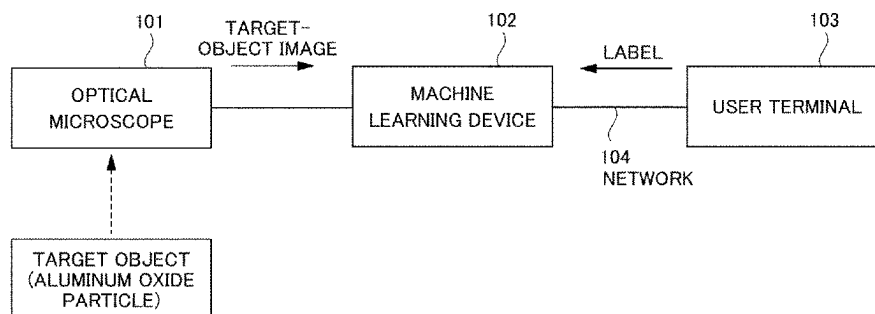 101
TARGET-
OBJECT IMAGE
102
103
LABEL
OPTICAL
MICROSCOPE
MACHINE
LEARNING DEVICE
USER TERMINAL
104
NETWORK
TARGET OBJECT
(ALUMINUM OXIDE
PARTICLE)